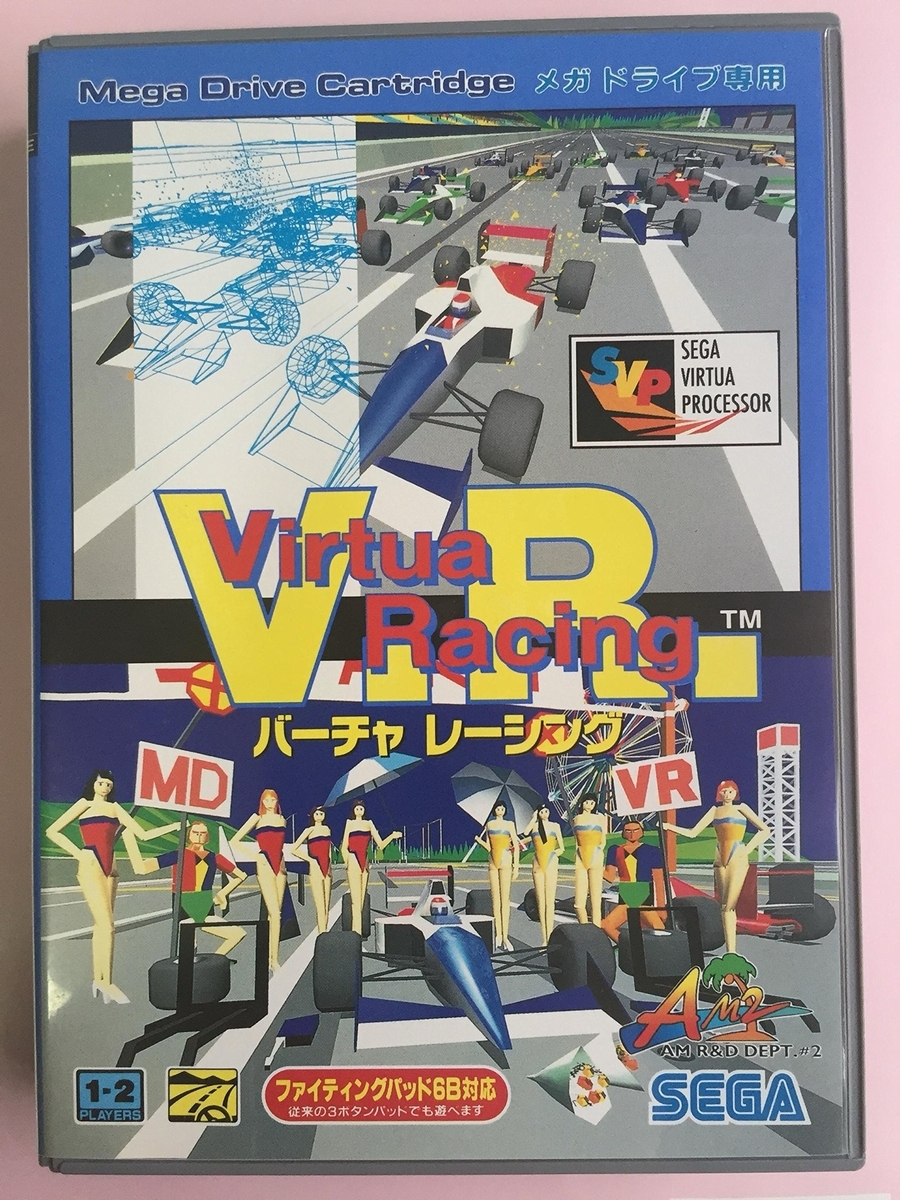 Mega Drive Cartridge メガドライブ専用
SVP
SEGA
VIRTUA
PROCESSOR
V.R.
Virtua
Racing
TM
バーチャ レーシング
MD
VR
Am2
AM R&D DEPT.#2
1-2
PLAYERS
ファイティングパッド6B対応
従来の3ボタンパッドでも遊べます
SEGA